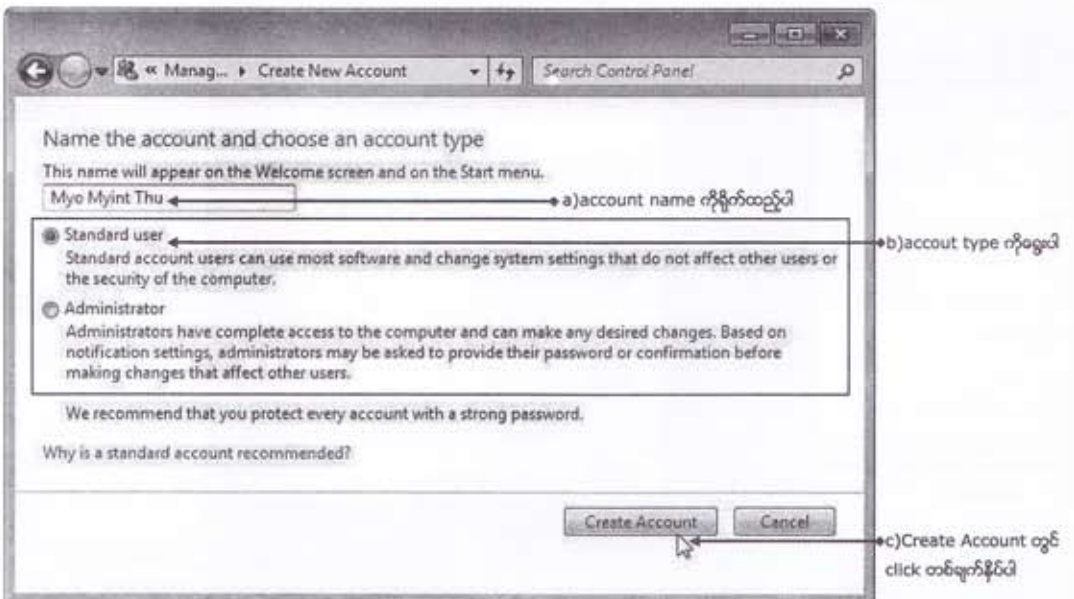 « Manag... ▸ Create New Account
Search Control Panel
Name the account and choose an account type
This name will appear on the Welcome screen and on the Start menu.
Myo Myint Thu
a)account name ကိုရိုက်ထည့်ပါ
Standard user
b)accout type ကိုရွေးပါ
Standard account users can use most software and change system settings that do not affect other users or
the security of the computer.
Administrator
Administrators have complete access to the computer and can make any desired changes. Based on
notification settings, administrators may be asked to provide their password or confirmation before
making changes that affect other users.
We recommend that you protect every account with a strong password.
Why is a standard account recommended?
Create Account
Cancel
c)Create Account တွင်
click တစ်ချက်နှိပ်ပါ